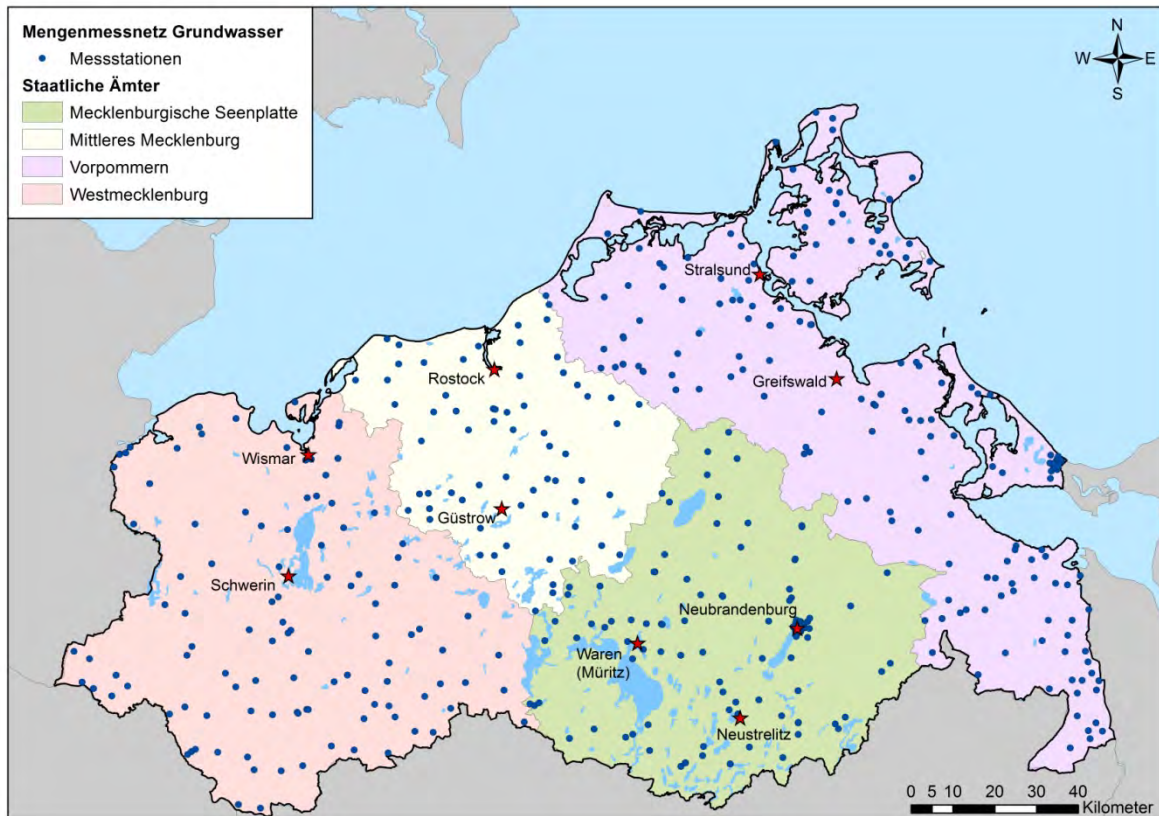 Mengenmessnetz Grundwasser
Messstationen
Staatliche Ämter
Mecklenburgische Seenplatte
Mittleres Mecklenburg
Vorpommern
Westmecklenburg
N
W E
S
Stralsund
Rostock
Greifswald
Wismar
Güstrow
Schwerin
Neubrandenburg
Waren
(Müritz)
Neustrelitz
0 5 10 20 30 40
Kilometer